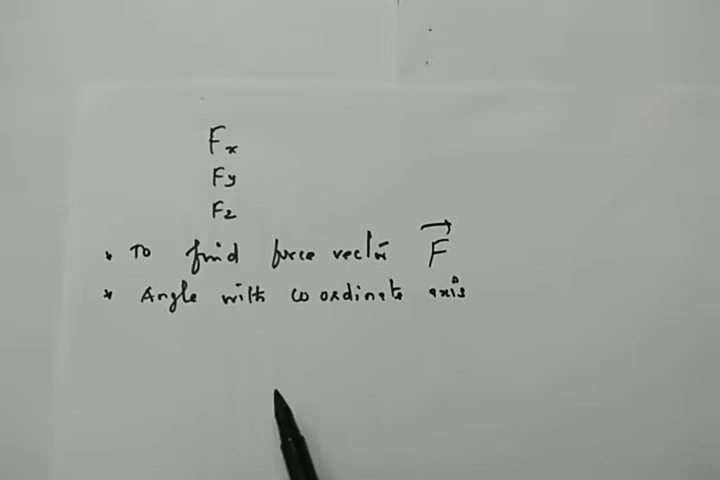 Fx
Fy
Fz
* To find force vector F
* Angle with coordinate axis